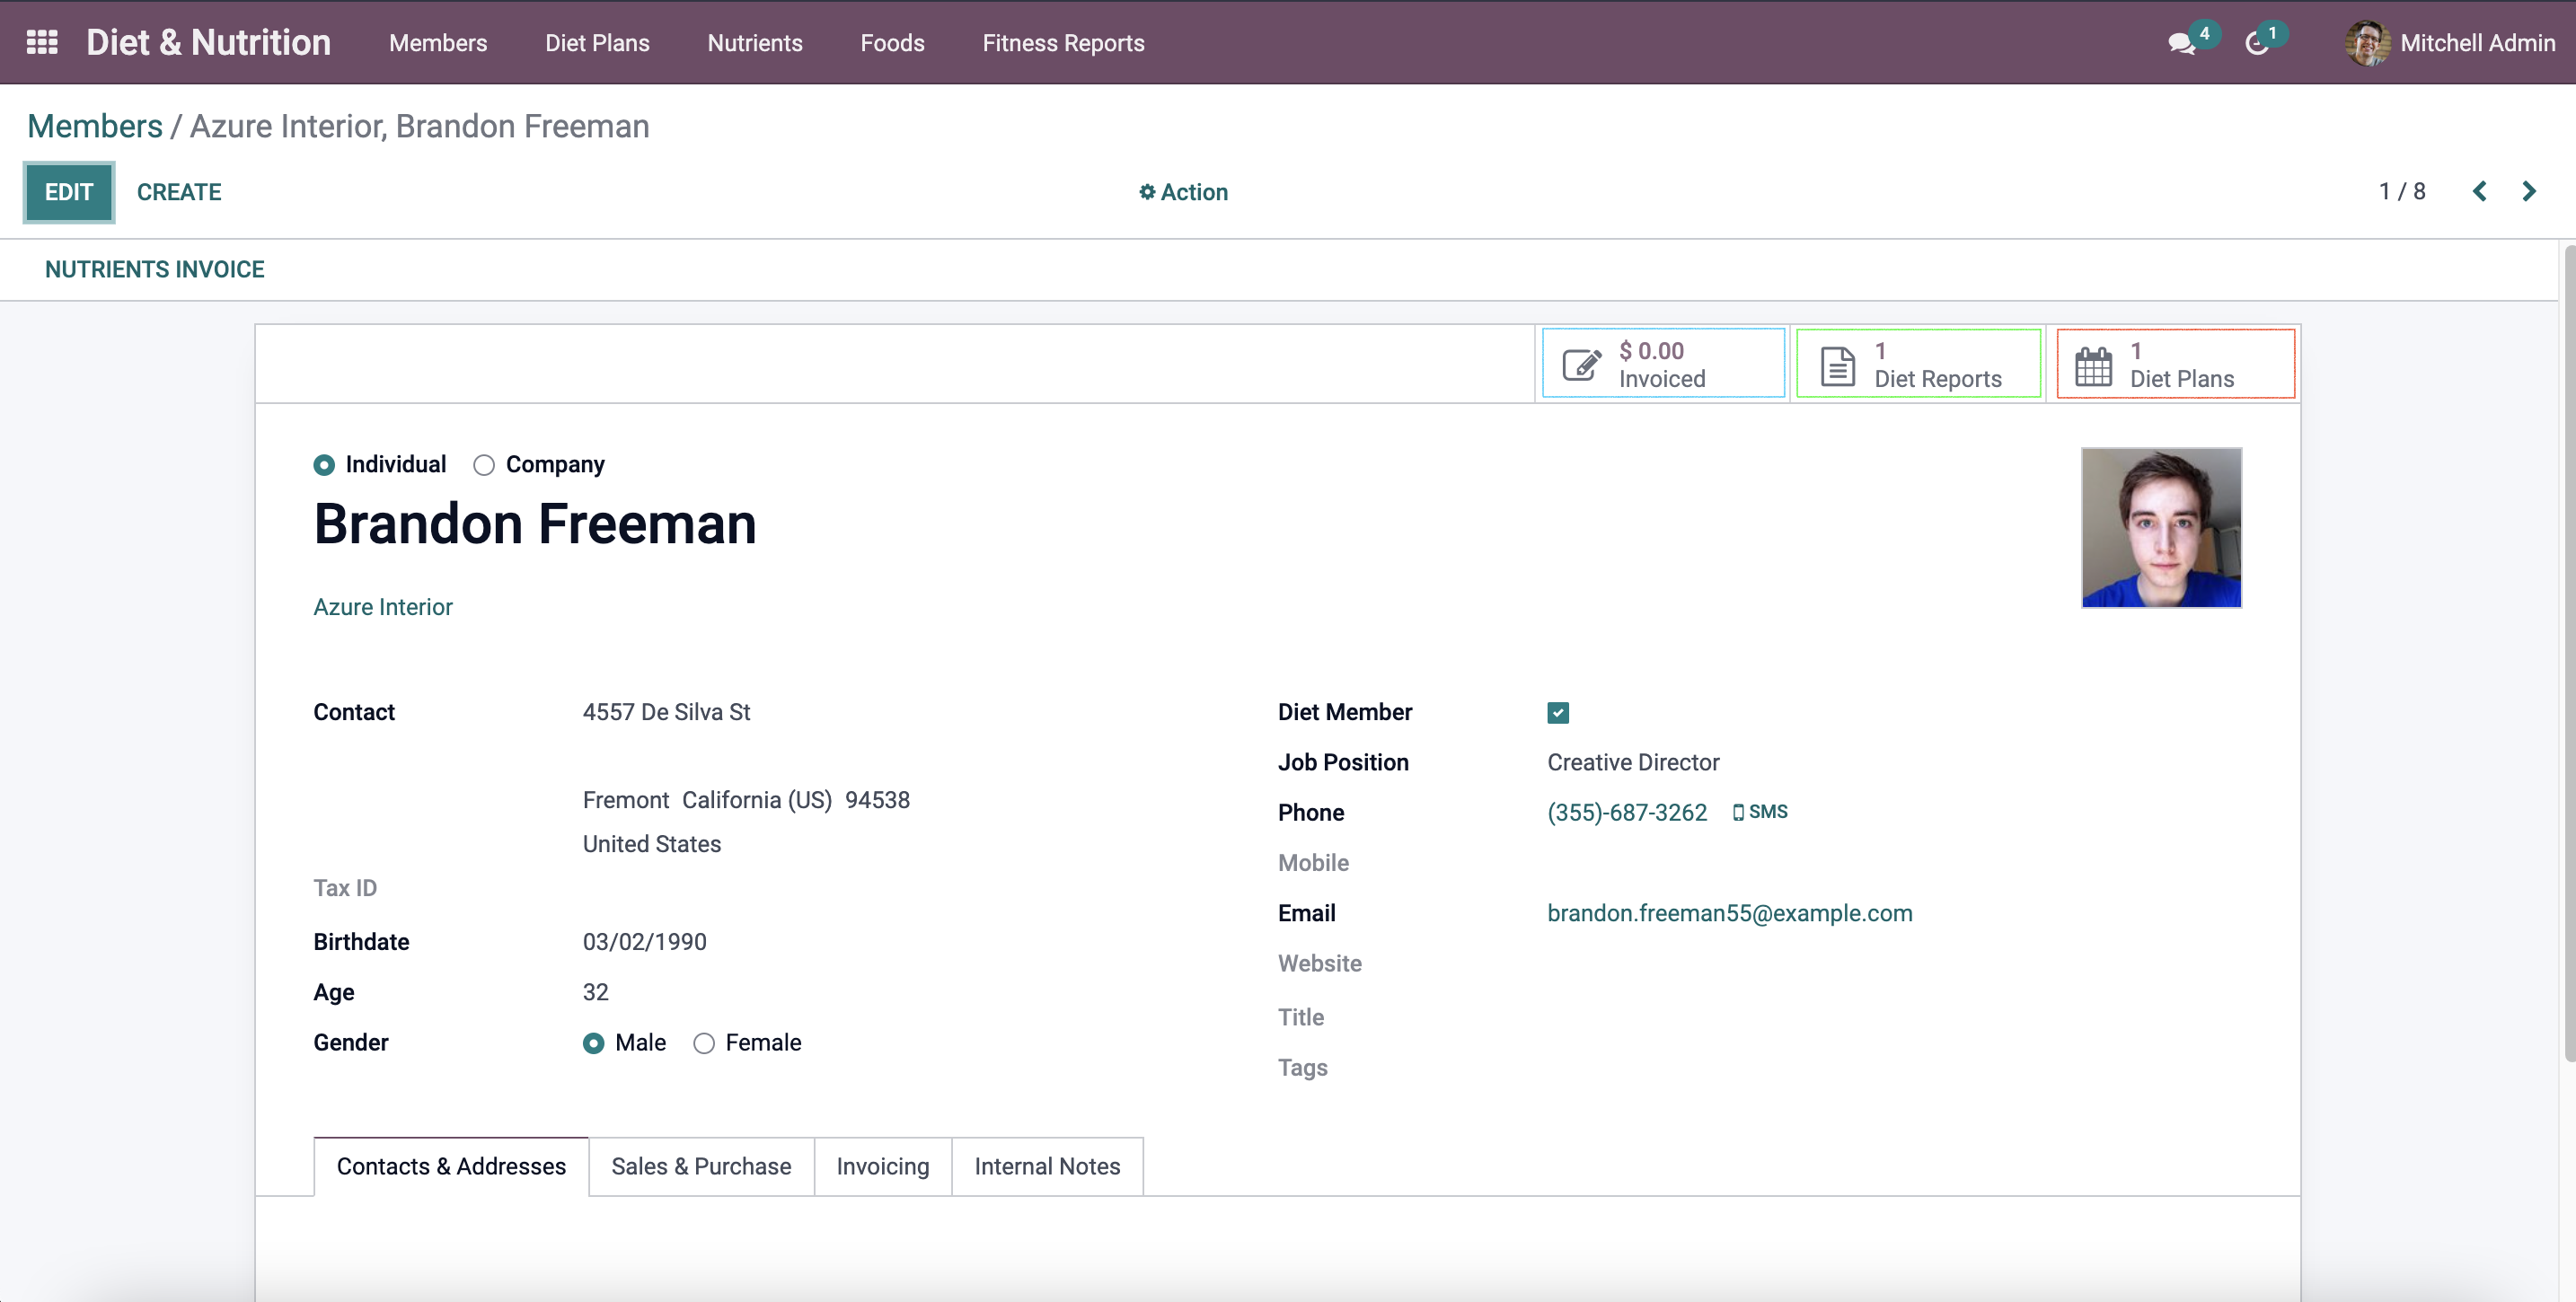 Diet & Nutrition Members Diet Plans Nutrients Foods Fitness Reports 4 1 Mitchell Admin
Members / Azure Interior, Brandon Freeman
EDIT CREATE Action 1 / 8
NUTRIENTS INVOICE
$ 0.00
Invoiced
1
Diet Reports
1
Diet Plans
Individual Company
Brandon Freeman
Azure Interior
Contact 4557 De Silva St
Fremont California (US) 94538
United States
Tax ID
Birthdate 03/02/1990
Age 32
Gender Male Female
Diet Member
Job Position Creative Director
Phone (355)-687-3262 SMS
Mobile
Email brandon.freeman55@example.com
Website
Title
Tags
Contacts & Addresses Sales & Purchase Invoicing Internal Notes